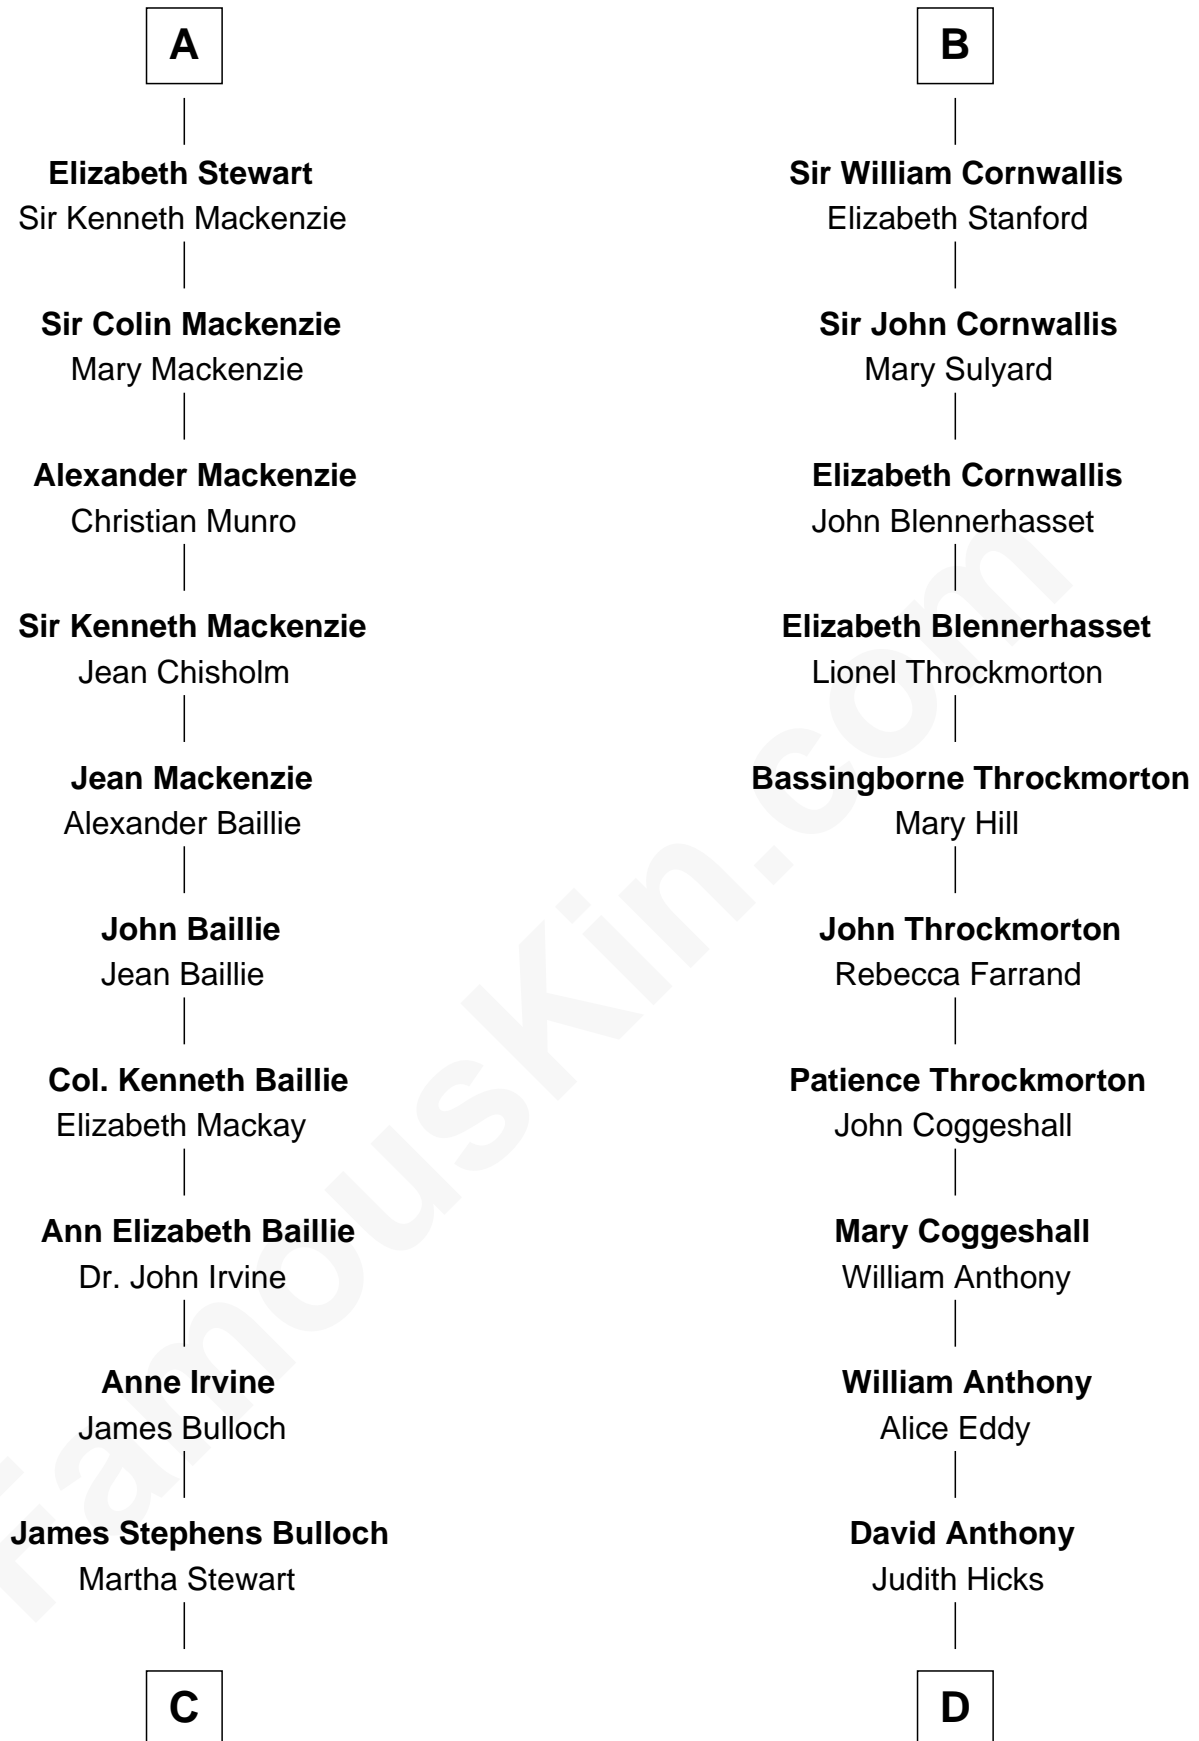 A
Elizabeth Stewart
Sir Kenneth Mackenzie
Sir Colin Mackenzie
Mary Mackenzie
Alexander Mackenzie
Christian Munro
Sir Kenneth Mackenzie
Jean Chisholm
Jean Mackenzie
Alexander Baillie
John Baillie
Jean Baillie
Col. Kenneth Baillie
Elizabeth Mackay
Ann Elizabeth Baillie
Dr. John Irvine
Anne Irvine
James Bulloch
James Stephens Bulloch
Martha Stewart
C
B
Sir William Cornwallis
Elizabeth Stanford
Sir John Cornwallis
Mary Sulyard
Elizabeth Cornwallis
John Blennerhasset
Elizabeth Blennerhasset
Lionel Throckmorton
Bassingborne Throckmorton
Mary Hill
John Throckmorton
Rebecca Farrand
Patience Throckmorton
John Coggeshall
Mary Coggeshall
William Anthony
William Anthony
Alice Eddy
David Anthony
Judith Hicks
D
FamousKin.com